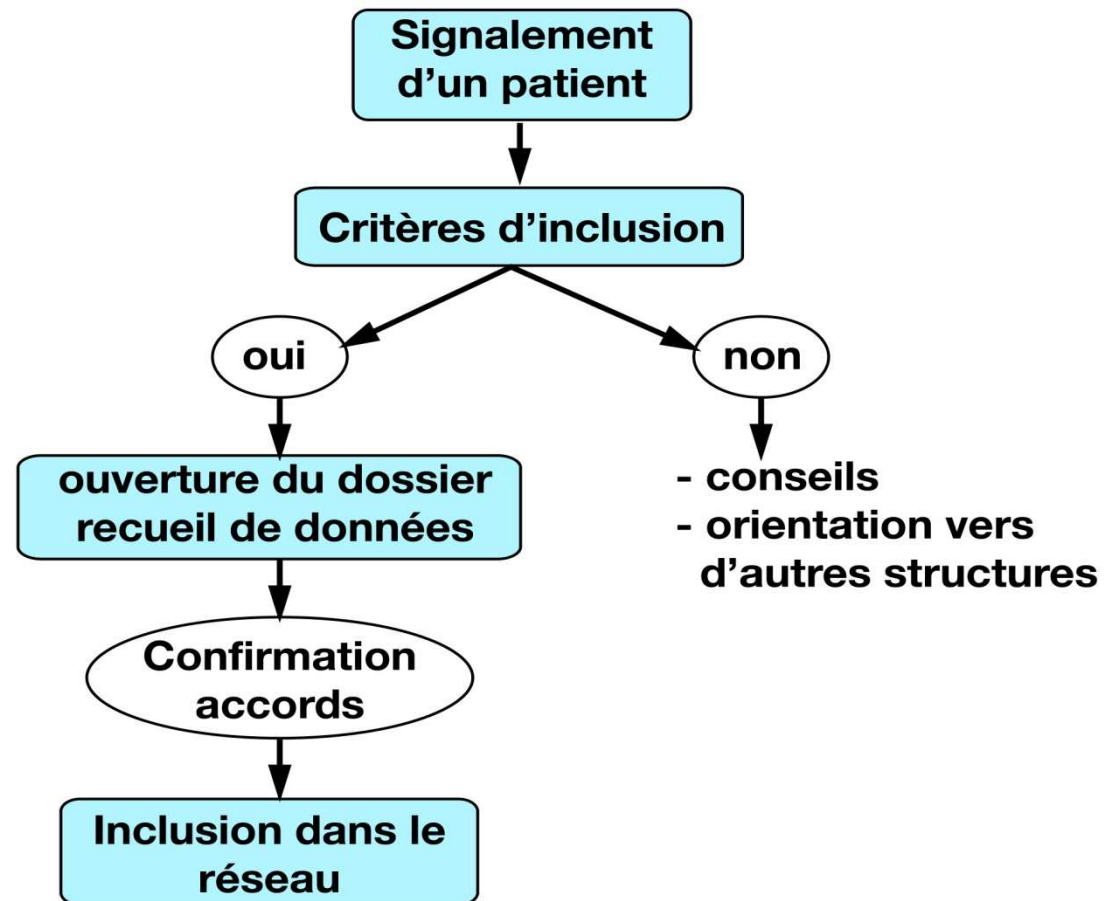 Signalement
d’un patient
Critères d’inclusion
oui
non
ouverture du dossier
recueil de données
- conseils
- orientation vers
d’autres structures
Confirmation
accords
Inclusion dans le
réseau